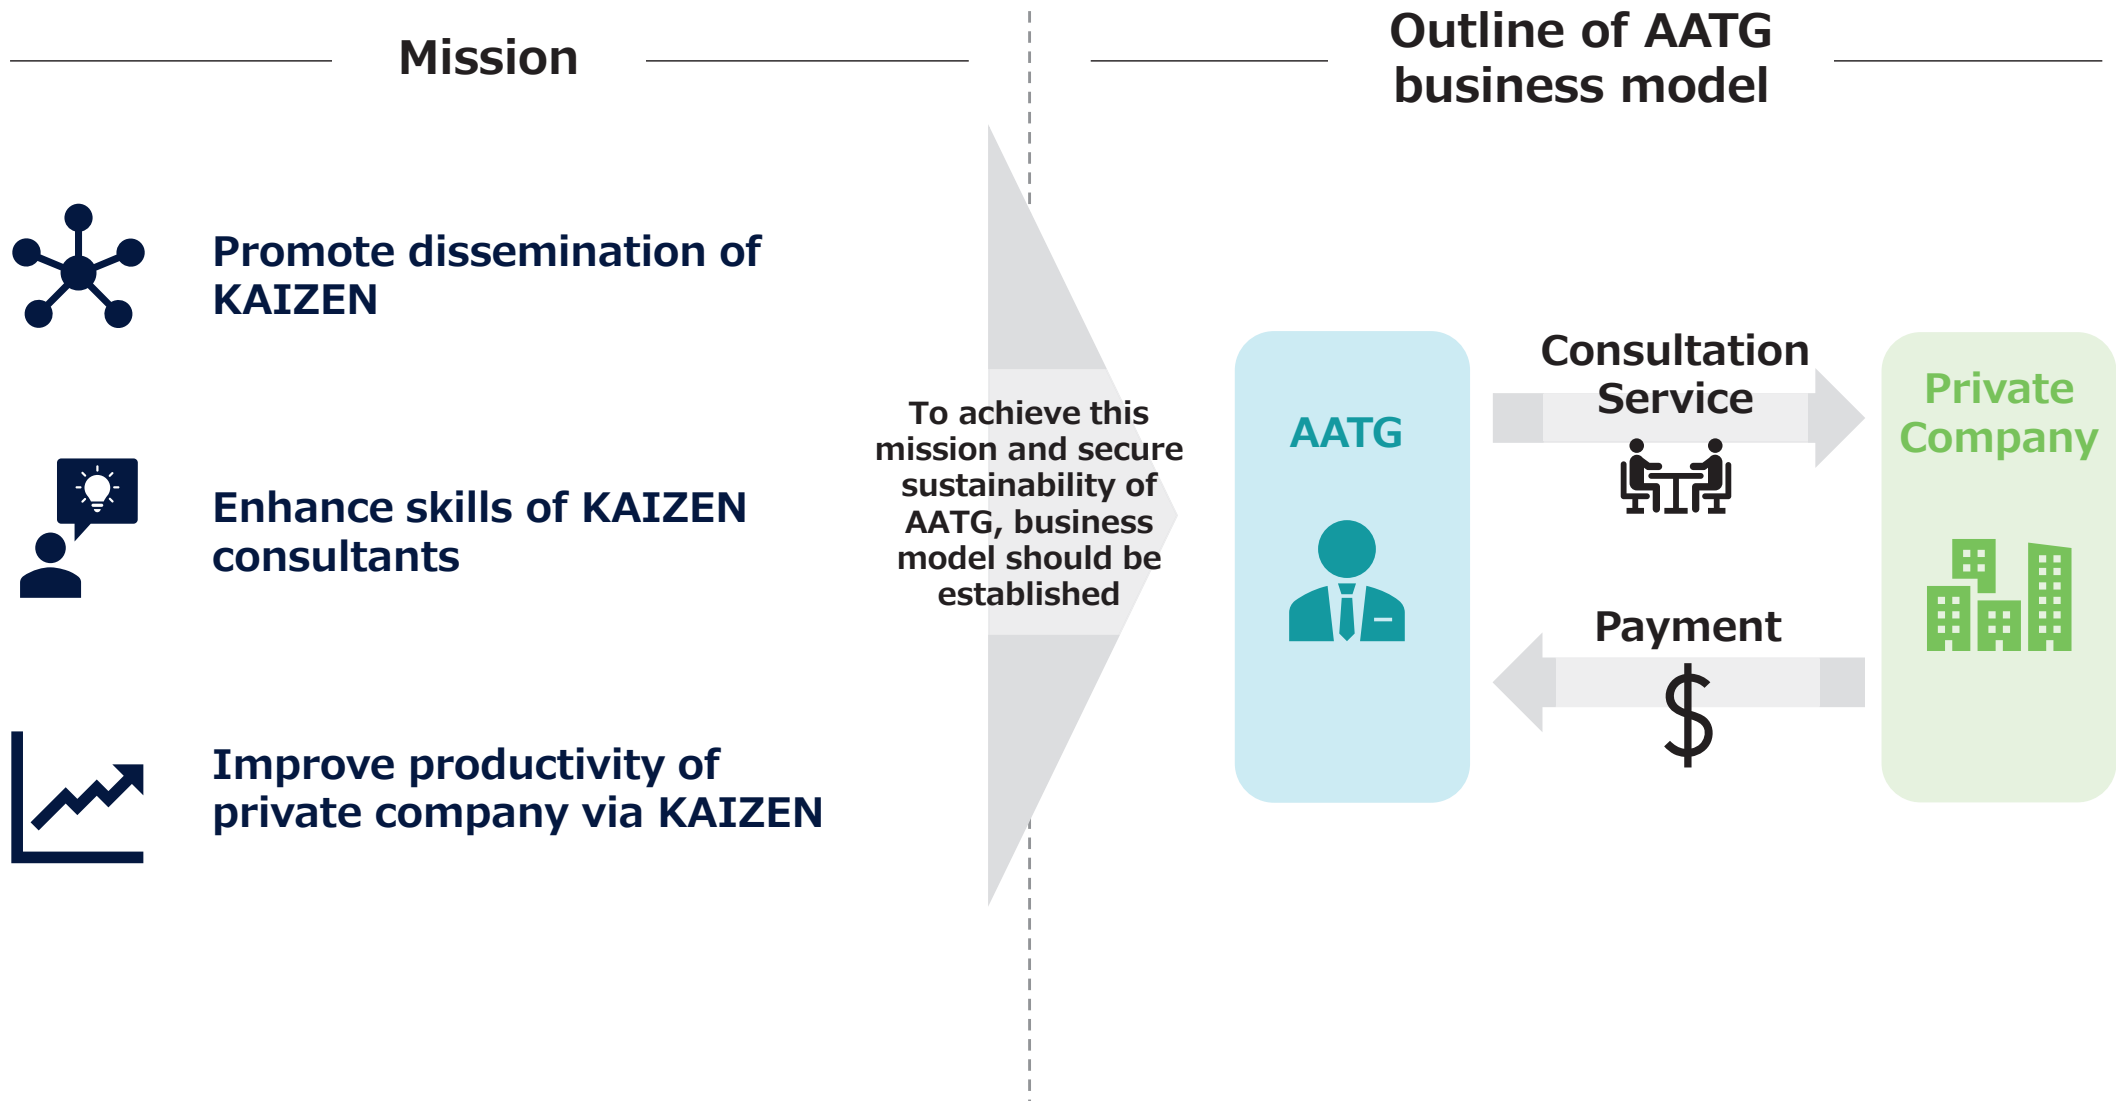 Mission
Promote dissemination of
KAIZEN
Enhance skills of KAIZEN
consultants
Improve productivity of
private company via KAIZEN
To achieve this
mission and secure
sustainability of
AATG, business
model should be
established
Outline of AATG
business model
AATG
Consultation
Service
Payment
$
Private
Company